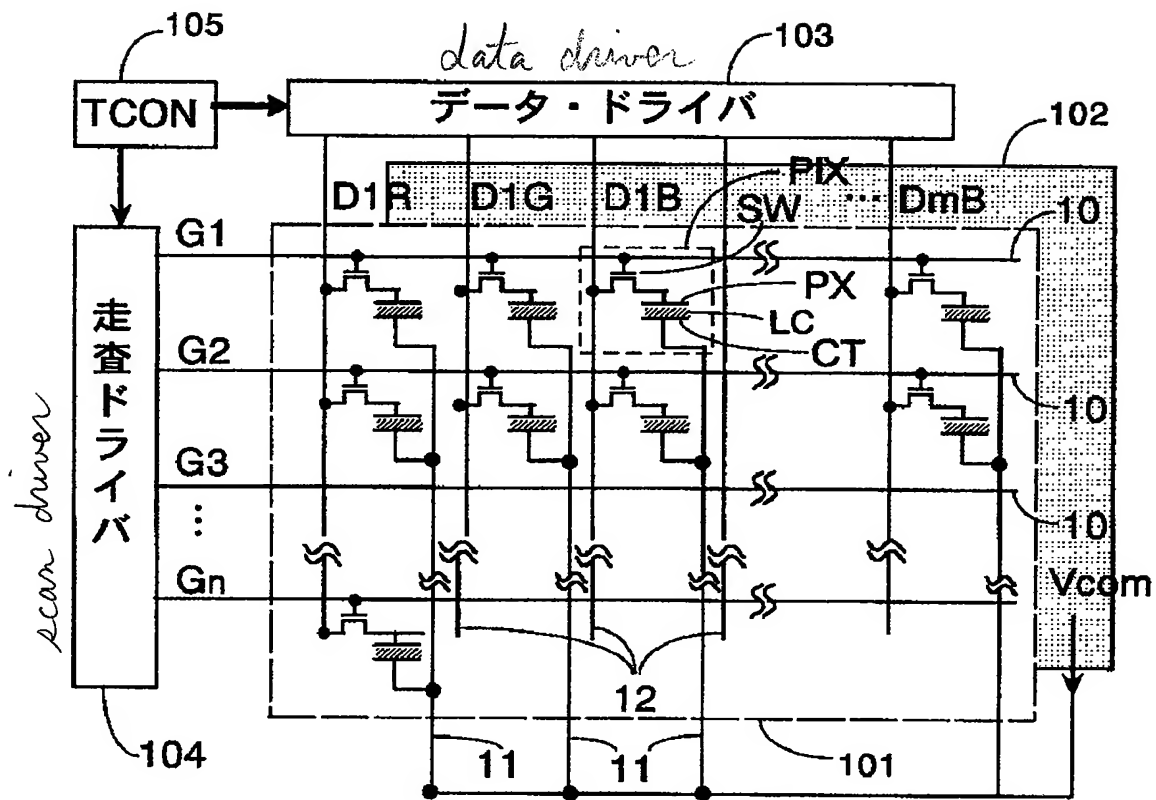 105
data driver
103
TCON
データ・ドライバ
102
D1R
D1G
D1B
PIX
SW
… DmB
10
G1
PX
LC
CT
走査ドライバ
scan driver
G2
10
G3
⋮
10
Gn
Vcom
12
104
11
11
101